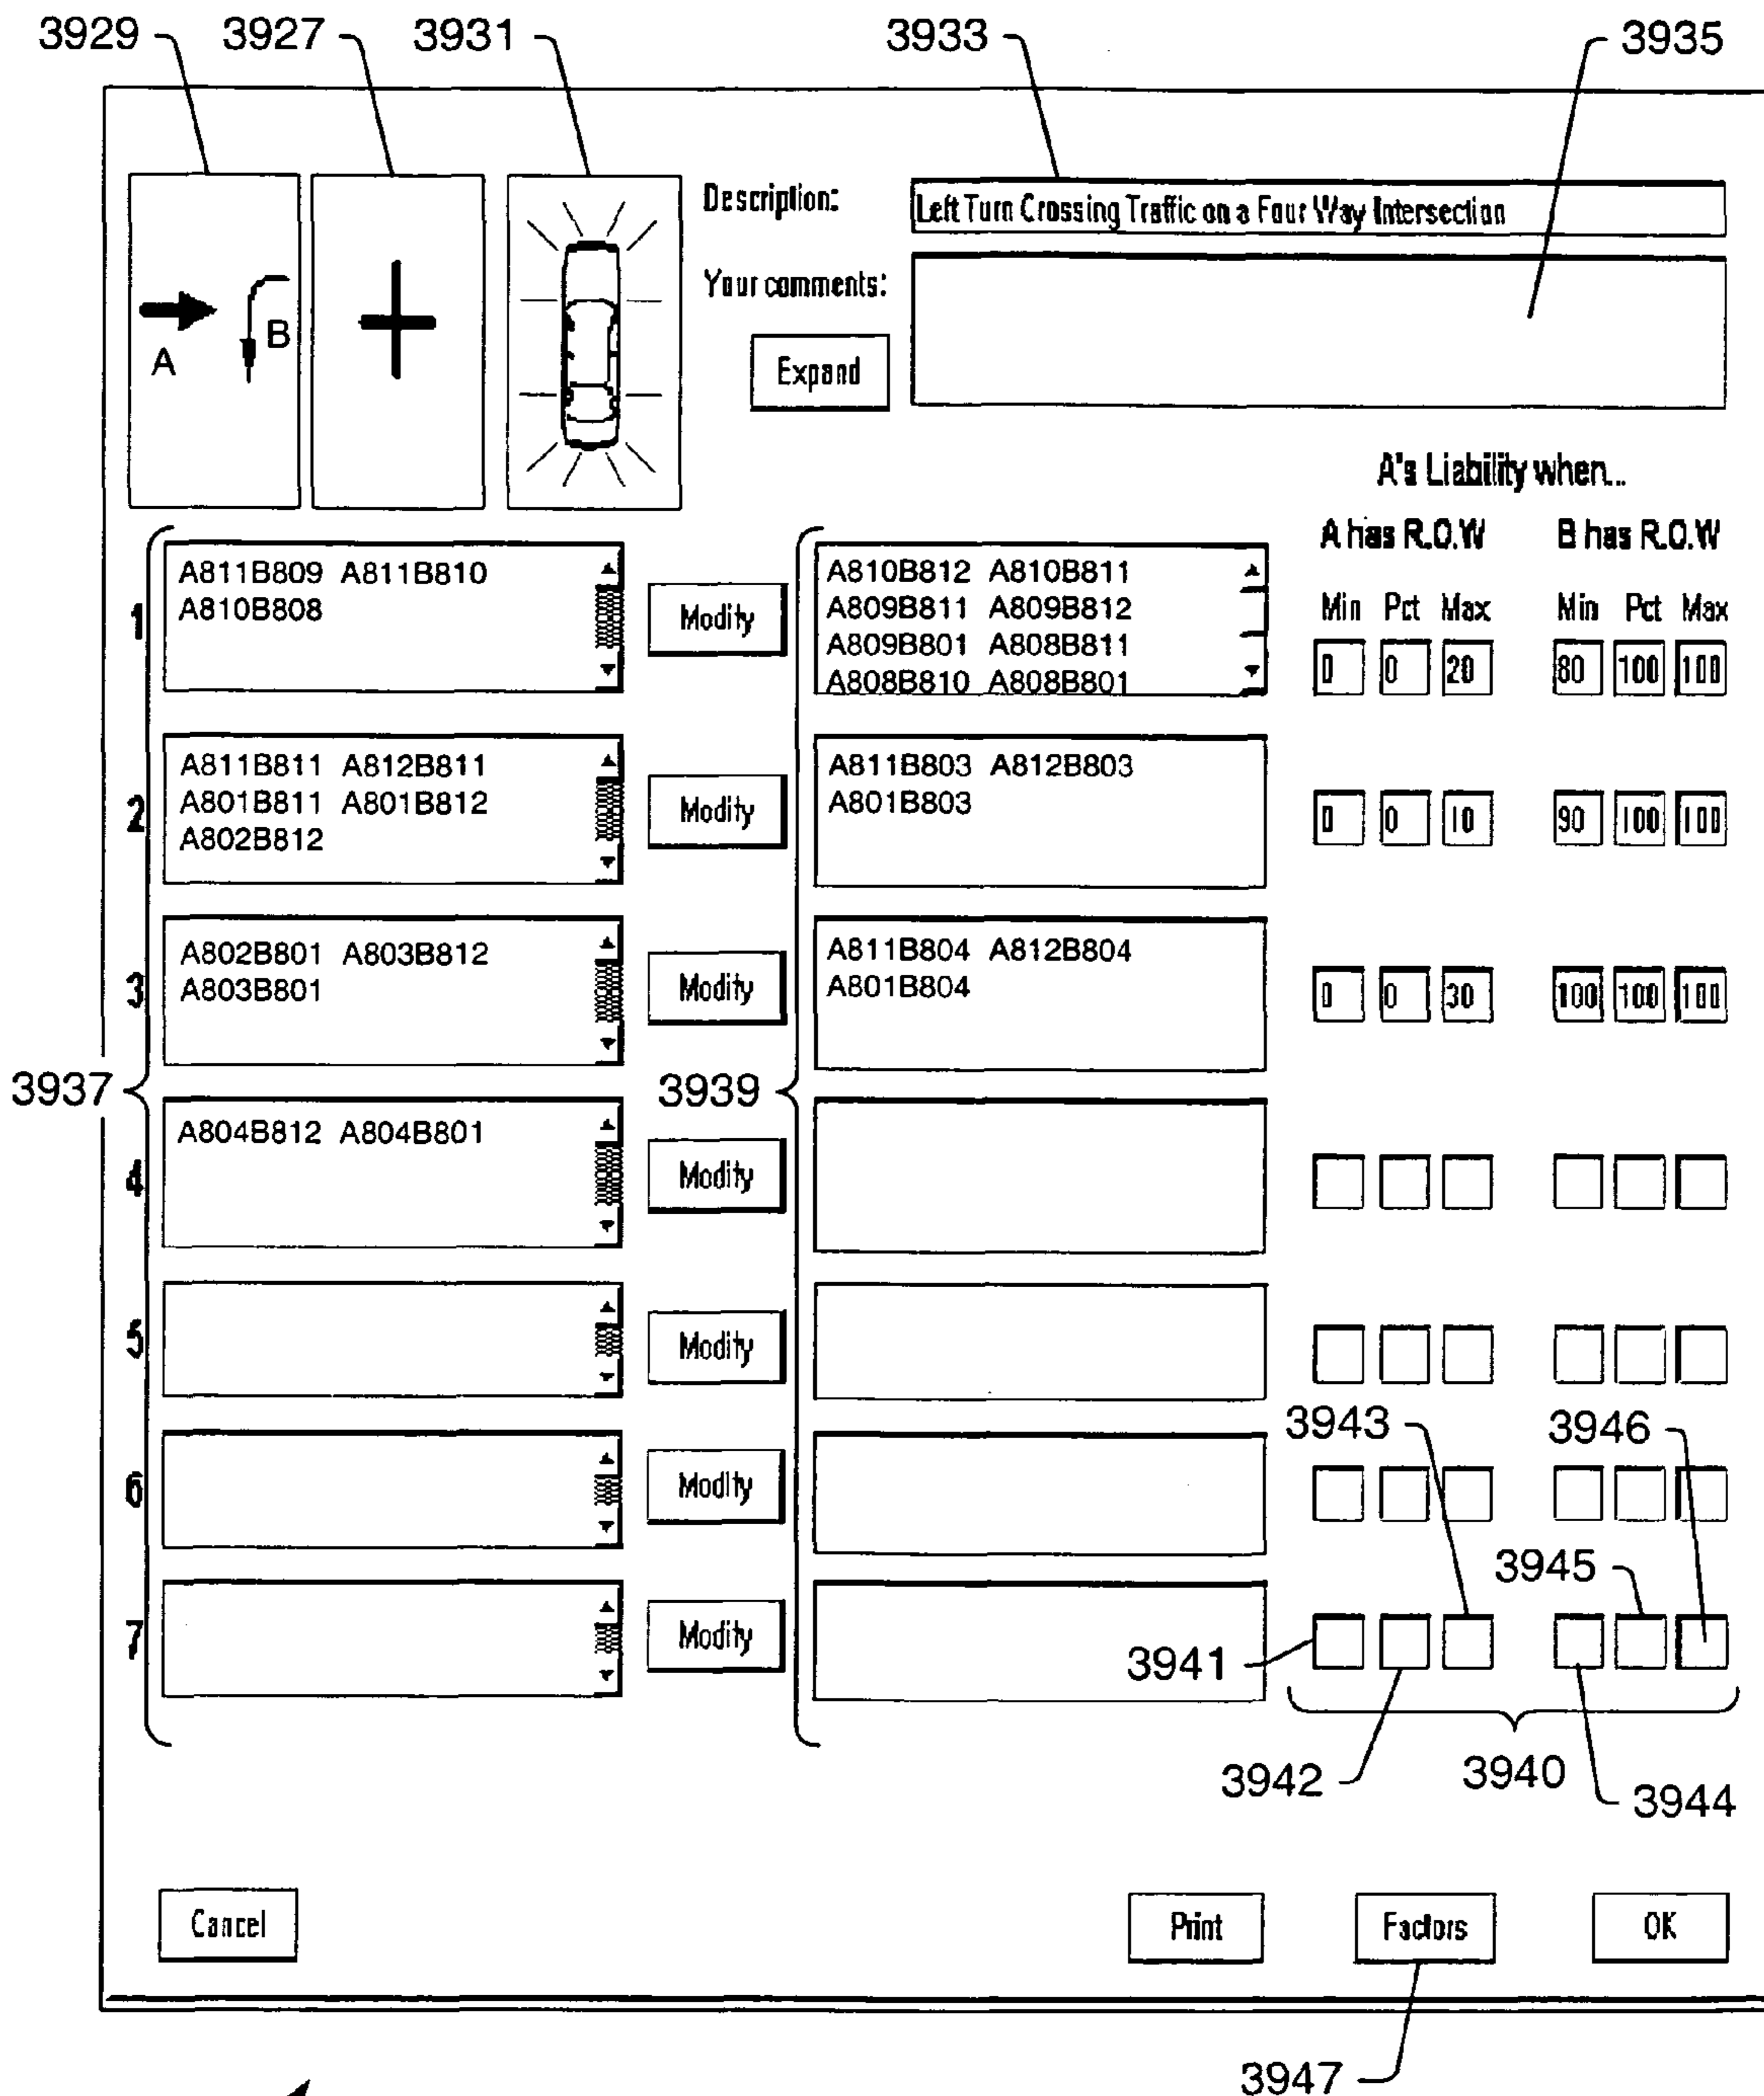 3929 3927 3931 3933 3935
Description: Left Turn Crossing Traffic on a Four Way Intersection
Your comments:
A B
Expand
A's Liability when...
A has R.O.W B has R.O.W
Min Pct Max Min Pct Max
1
A811B809 A811B810
A810B808
Modify
A810B812 A810B811
A809B811 A809B812
A809B801 A808B811
A808B810 A808B801
0 0 20 80 100 100
2
A811B811 A812B811
A801B811 A801B812
A802B812
Modify
A811B803 A812B803
A801B803
0 0 10 90 100 100
3
A802B801 A803B812
A803B801
Modify
A811B804 A812B804
A801B804
0 0 30 100 100 100
3937 3939
4
A804B812 A804B801
Modify
5
Modify
3943 3946
6
Modify
3945
7
Modify
3941
3942 3940 3944
Cancel Print Factors OK
3947